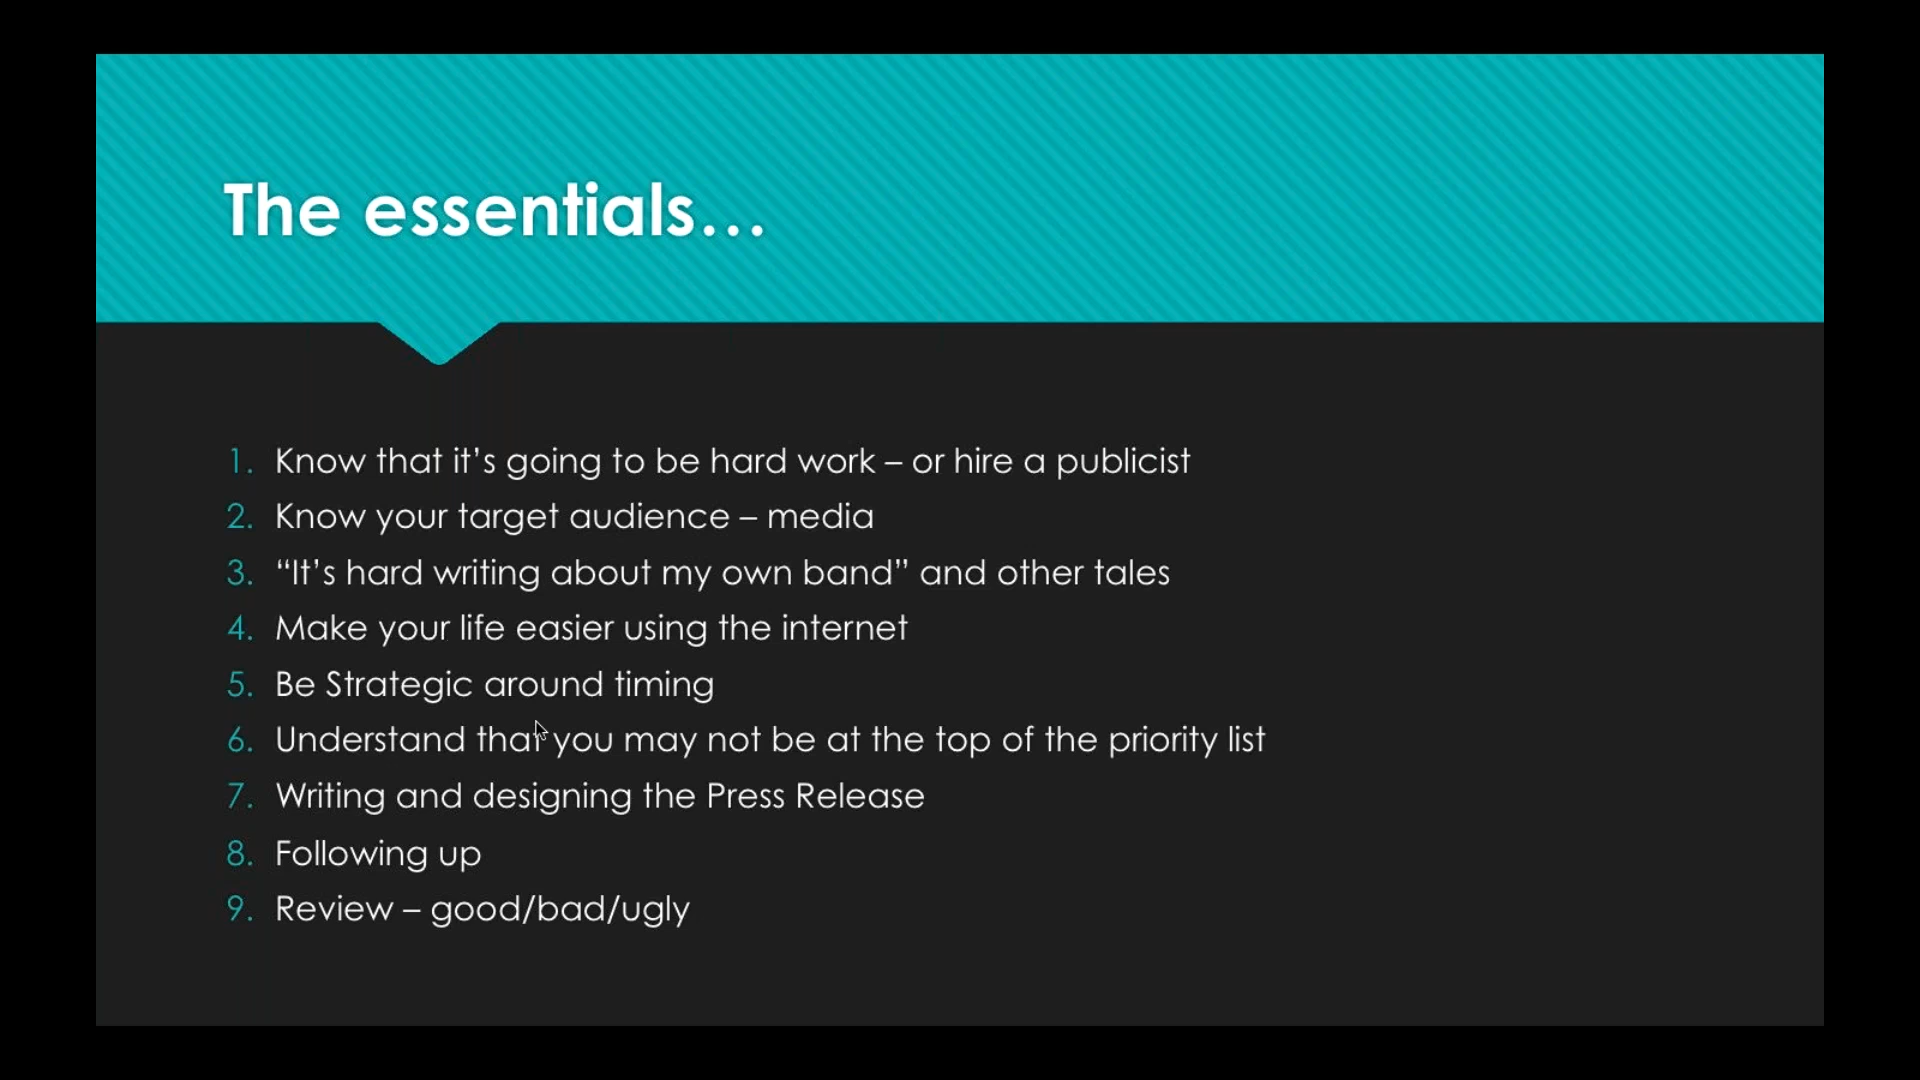 The essentials…
1. Know that it’s going to be hard work – or hire a publicist
2. Know your target audience – media
3. “It’s hard writing about my own band” and other tales
4. Make your life easier using the internet
5. Be Strategic around timing
6. Understand that you may not be at the top of the priority list
7. Writing and designing the Press Release
8. Following up
9. Review – good/bad/ugly